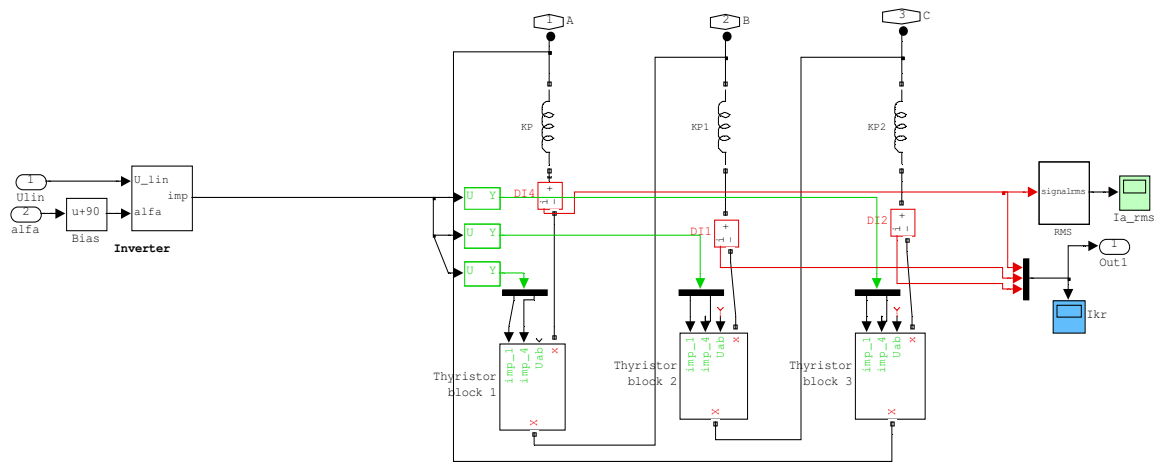 1 A
2 B
3 C
KP
KP1
KP2
1
Ulin
2
alfa
u+90
Bias
U_lin
imp
alfa
Inverter
U Y
U Y
U Y
DI4
+
i -
DI1
+
i -
DI2
+
i -
signalrms
RMS
Ia_rms
1
Out1
Ikr
Thyristor
block 1
imp_1
imp_4
Uab
x
X
Thyristor
block 2
imp_1
imp_4
Uab
x
X
Thyristor
block 3
imp_1
imp_4
Uab
x
X